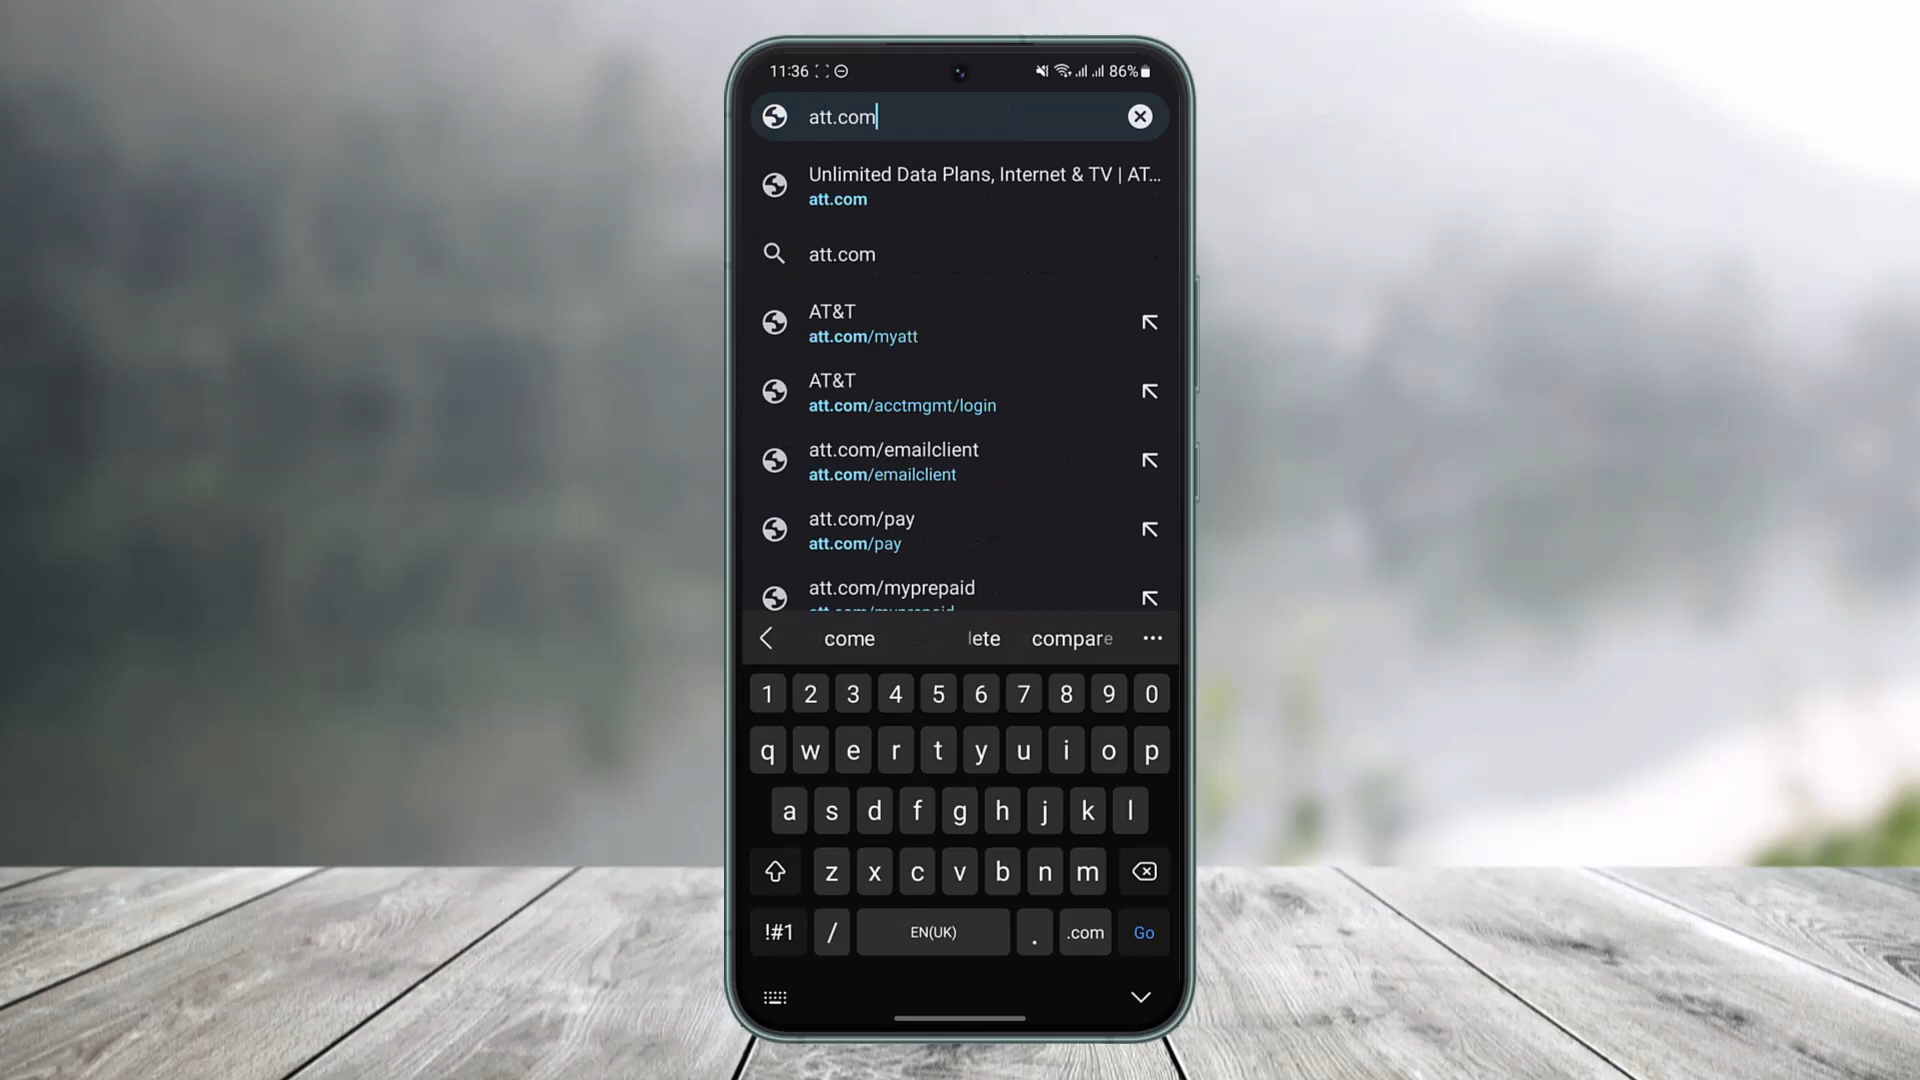 11:36 86%
att.com
Unlimited Data Plans, Internet & TV | AT...
att.com
att.com
AT&T
att.com/myatt
AT&T
att.com/acctmgmt/login
att.com/emailclient
att.com/emailclient
att.com/pay
att.com/pay
att.com/myprepaid
att.com/myprepaid
come lete compare
1 2 3 4 5 6 7 8 9 0
q w e r t y u i o p
a s d f g h j k l
z x c v b n m
!#1 / EN(UK) . .com Go